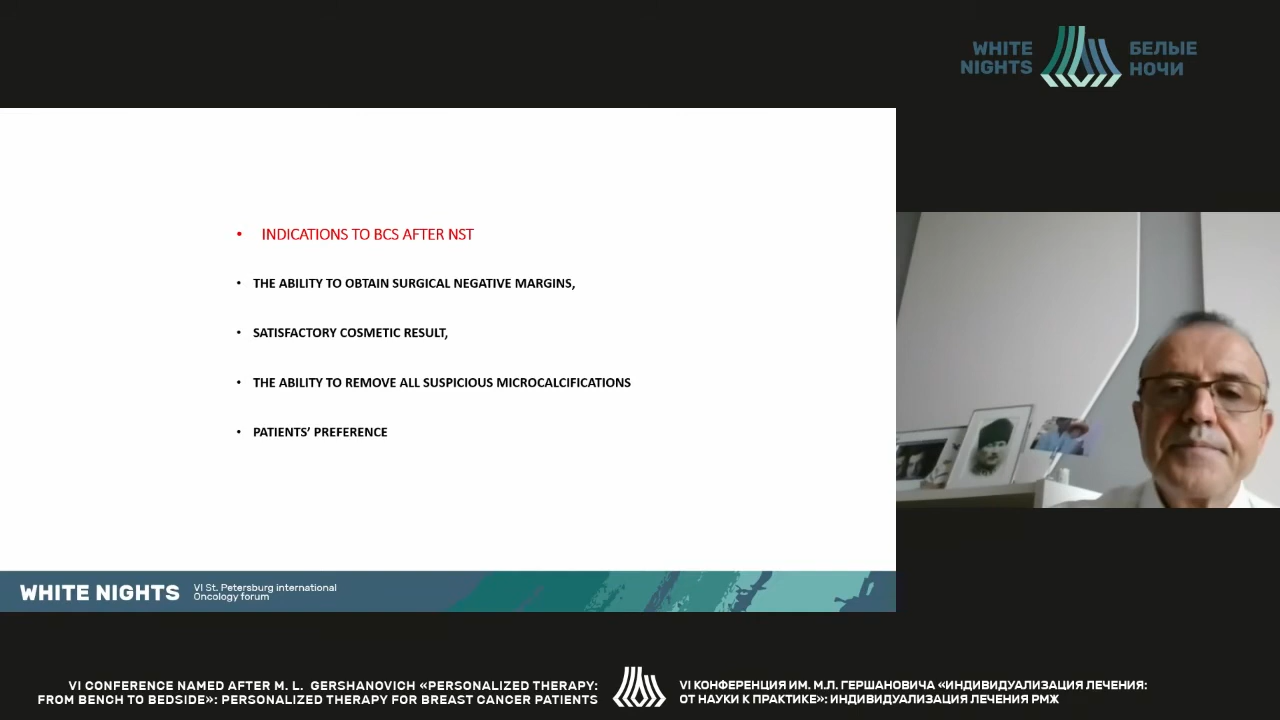 WHITE
NIGHTS
БЕЛЫЕ
НОЧИ
• INDICATIONS TO BCS AFTER NST
• THE ABILITY TO OBTAIN SURGICAL NEGATIVE MARGINS,
• SATISFACTORY COSMETIC RESULT,
• THE ABILITY TO REMOVE ALL SUSPICIOUS MICROCALCIFICATIONS
• PATIENTS’ PREFERENCE
WHITE NIGHTS
VI St. Petersburg international
Oncology forum
VI CONFERENCE NAMED AFTER M. L. GERSHANOVICH «PERSONALIZED THERAPY:
FROM BENCH TO BEDSIDE»: PERSONALIZED THERAPY FOR BREAST CANCER PATIENTS
VI КОНФЕРЕНЦИЯ ИМ. М.Л. ГЕРШАНОВИЧА «ИНДИВИДУАЛИЗАЦИЯ ЛЕЧЕНИЯ:
ОТ НАУКИ К ПРАКТИКЕ»: ИНДИВИДУАЛИЗАЦИЯ ЛЕЧЕНИЯ РМЖ